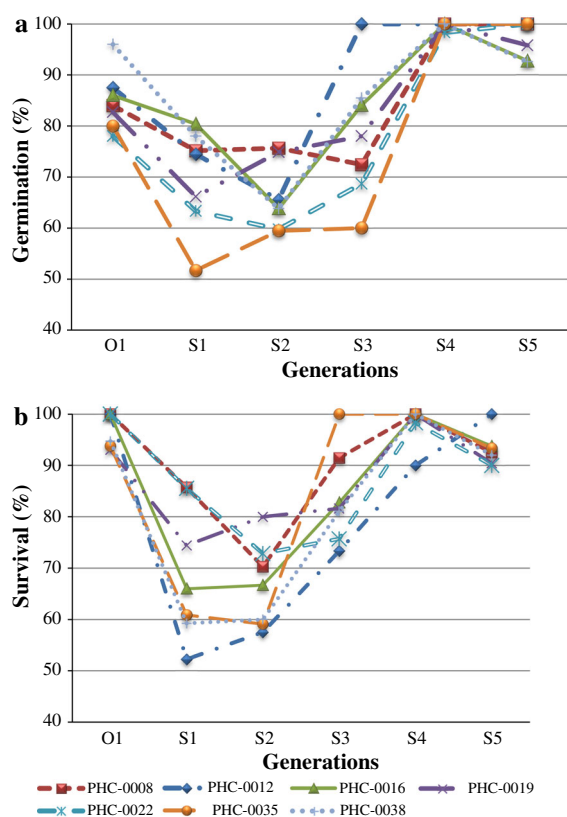 a
Germination (%)
100
90
80
70
60
50
40
O1 S1 S2 S3 S4 S5
Generations
b
Survival (%)
100
90
80
70
60
50
40
O1 S1 S2 S3 S4 S5
Generations
PHC-0008 PHC-0012 PHC-0016 PHC-0019
PHC-0022 PHC-0035 PHC-0038